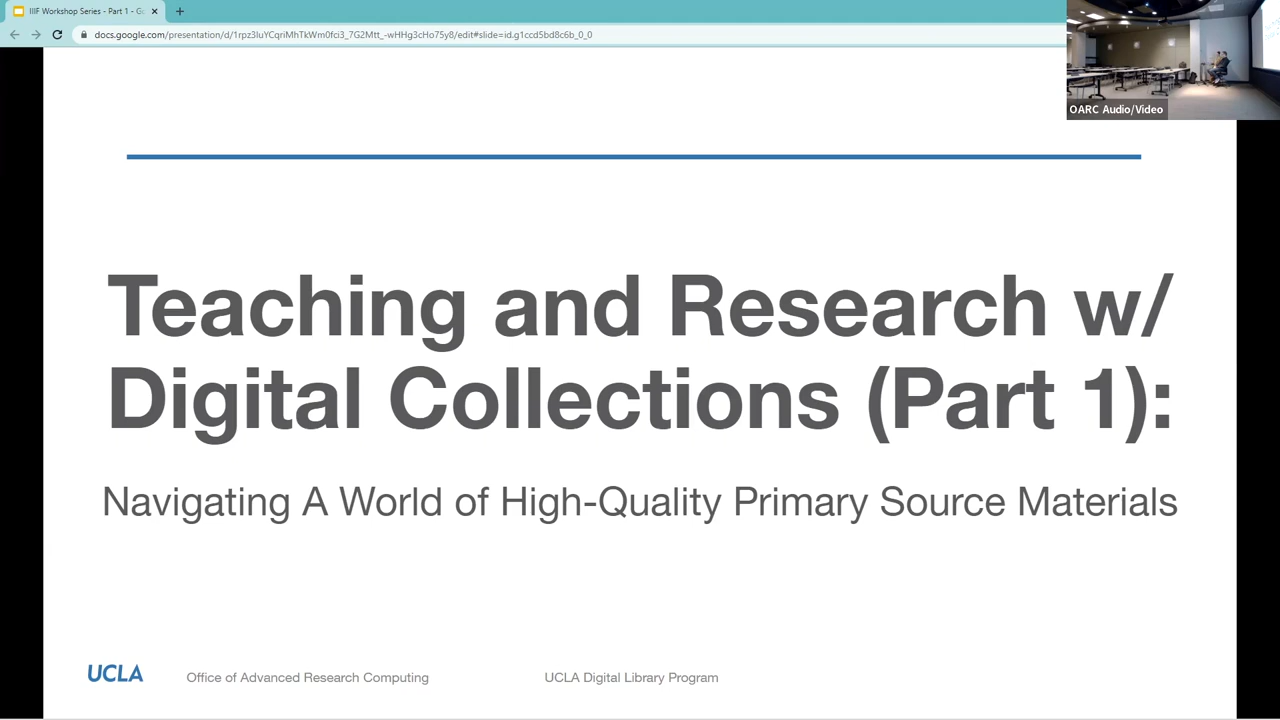 IIIF Workshop Series - Part 1 - Go
docs.google.com/presentation/d/1rpz3IuYCqriMhTkWm0fci3_7G2Mtt_-wHHg3cHo75y8/edit#slide=id.g1ccd5bd8c6b_0_0
OARC Audio/Video
Teaching and Research w/
Digital Collections (Part 1):
Navigating A World of High-Quality Primary Source Materials
UCLA Office of Advanced Research Computing UCLA Digital Library Program